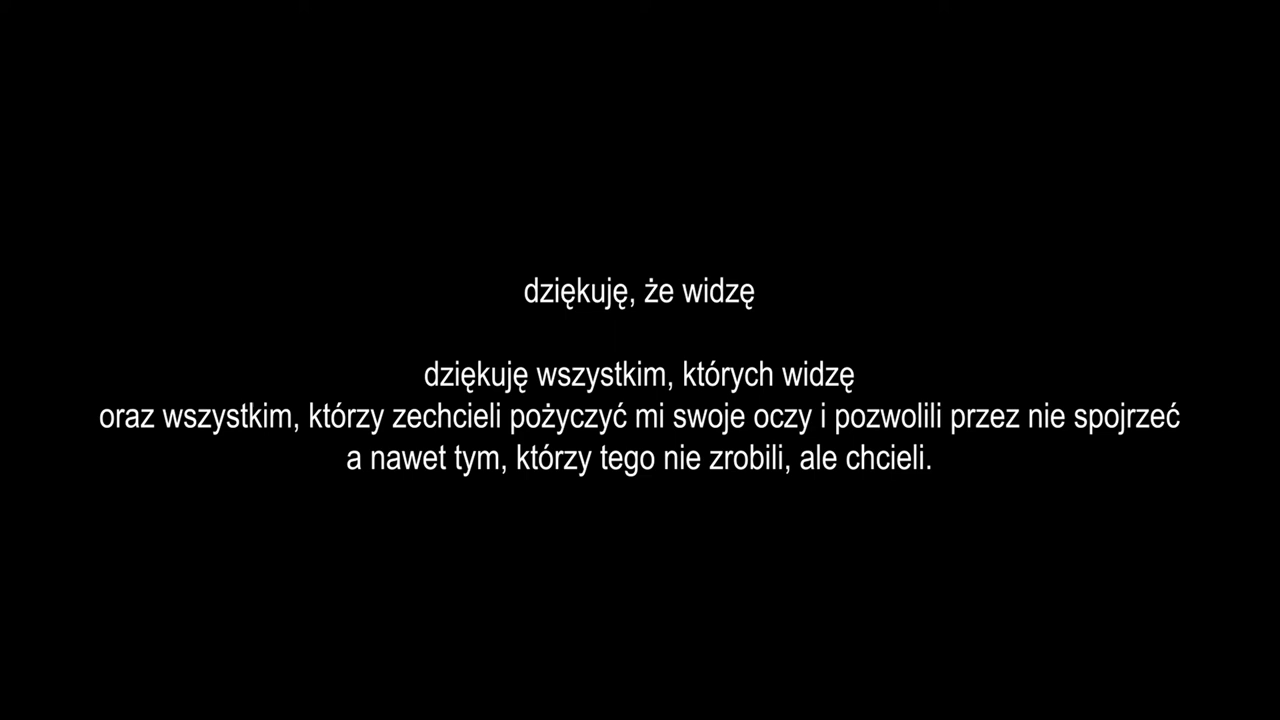 dziękuję, że widzę
dziękuję wszystkim, których widzę
oraz wszystkim, którzy zechcieli pożyczyć mi swoje oczy i pozwolili przez nie spojrzeć
a nawet tym, którzy tego nie zrobili, ale chcieli.